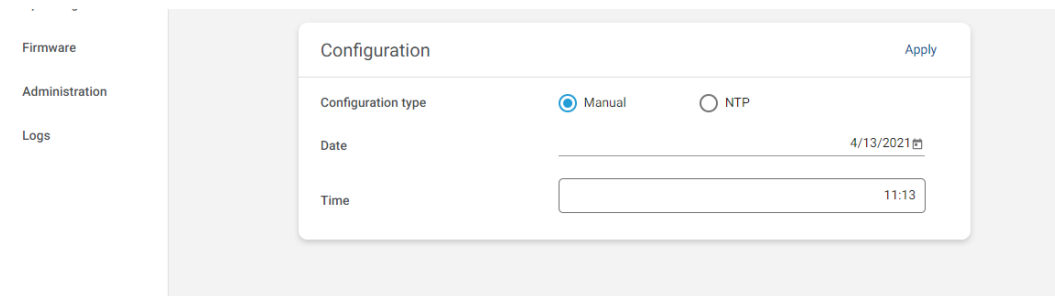 Firmware
Administration
Logs
Configuration Apply
Configuration type Manual NTP
Date 4/13/2021
Time 11:13